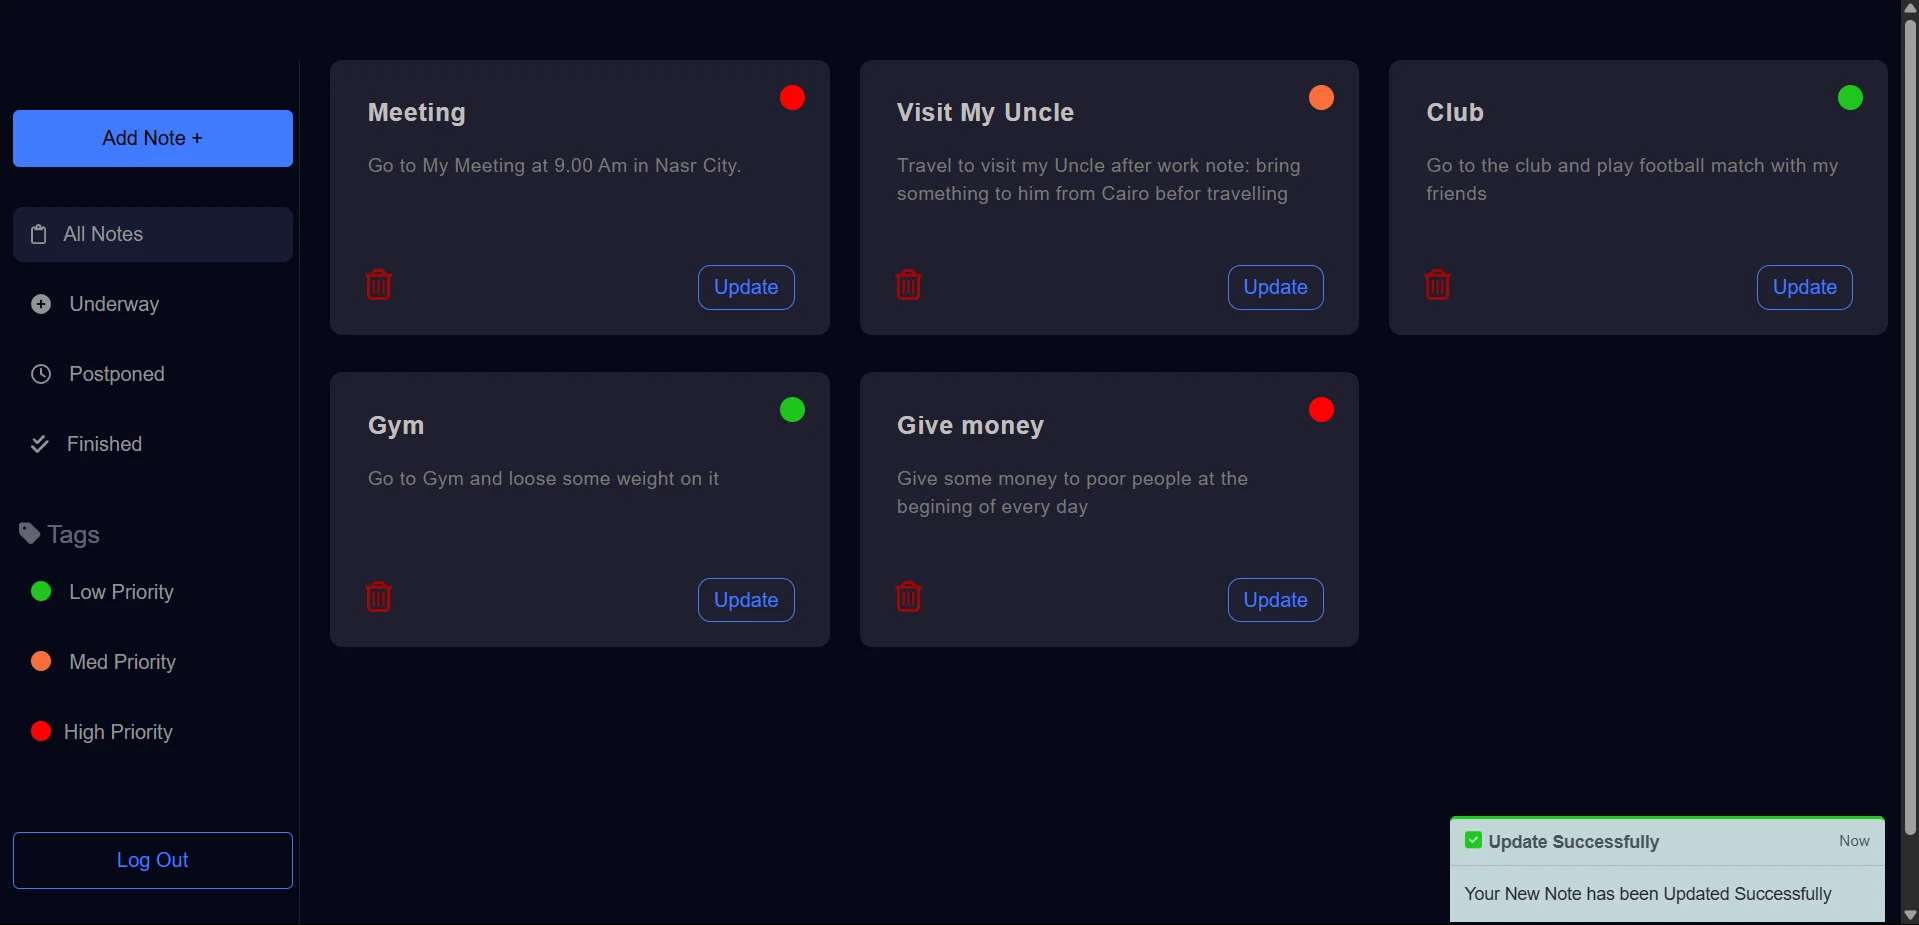 Add Note +
All Notes
Underway
Postponed
Finished
Tags
Low Priority
Med Priority
High Priority
Log Out
Meeting
Go to My Meeting at 9.00 Am in Nasr City.
Update
Visit My Uncle
Travel to visit my Uncle after work note: bring
something to him from Cairo befor travelling
Update
Club
Go to the club and play football match with my
friends
Update
Gym
Go to Gym and loose some weight on it
Update
Give money
Give some money to poor people at the
begining of every day
Update
Update Successfully Now
Your New Note has been Updated Successfully